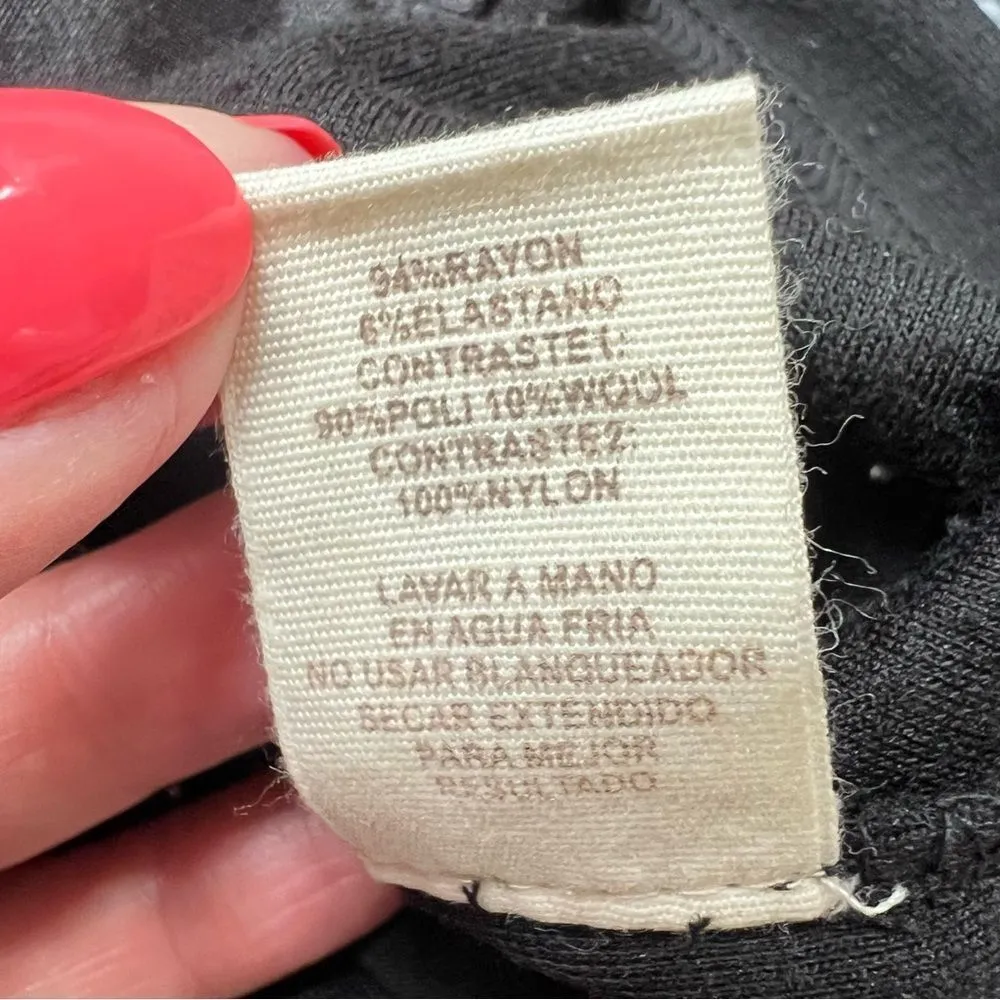 94%RAYON
6%ELASTANO
CONTRASTE1:
90%POLI 10%WOOL
CONTRASTE2:
100%NYLON
LAVAR A MANO
EN AGUA FRIA
NO USAR BLANQUEADOR
SECAR EXTENDIDO
PARA MEJOR
RESULTADO